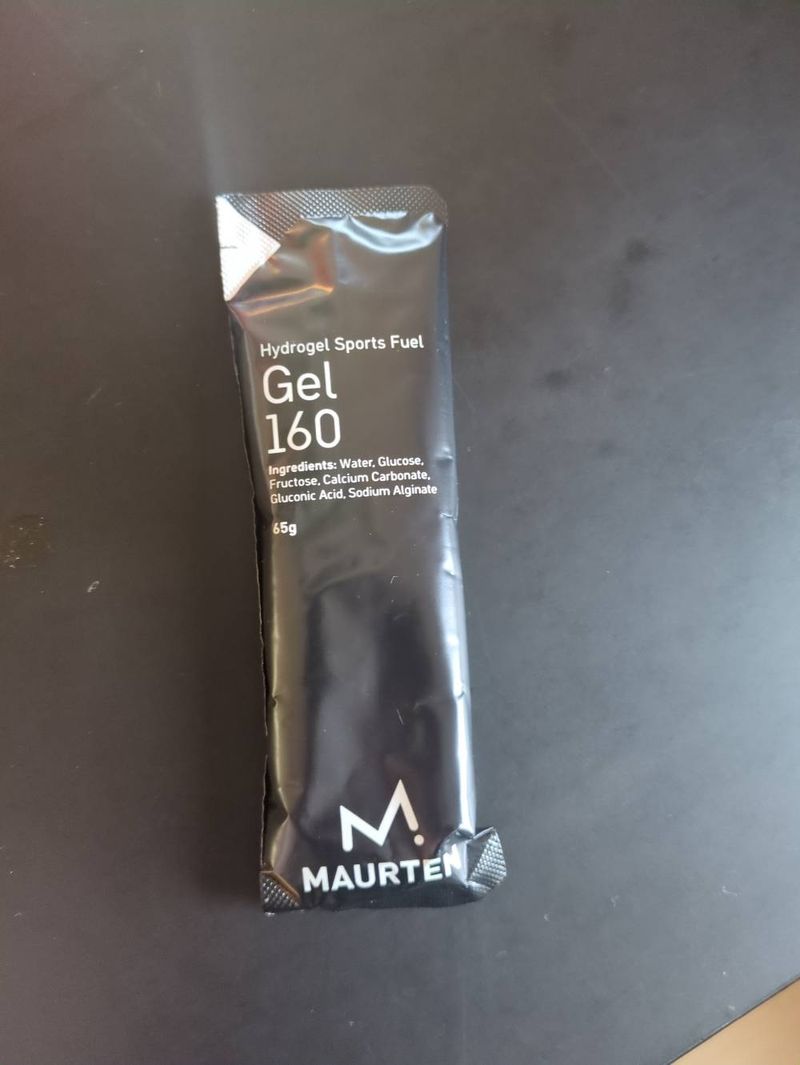 Hydrogel Sports Fuel
Gel
160
Ingredients: Water, Glucose,
Fructose, Calcium Carbonate,
Gluconic Acid, Sodium Alginate
65g
M.
MAURTEN